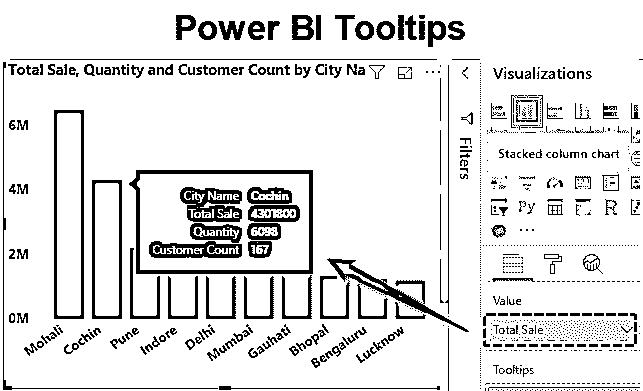 Power BI Tooltips
Total Sale, Quantity and Customer Count by City Na
6M
4M
2M
0M
City Name Cochin
Total Sale 4301800
Quantity 6098
Customer Count 167
Mohali
Cochin
Pune
Indore
Delhi
Mumbai
Gauhati
Bhopal
Bengaluru
Lucknow
Filters
Visualizations
Stacked column chart
Py
R
...
Value
Total Sale
Tooltips